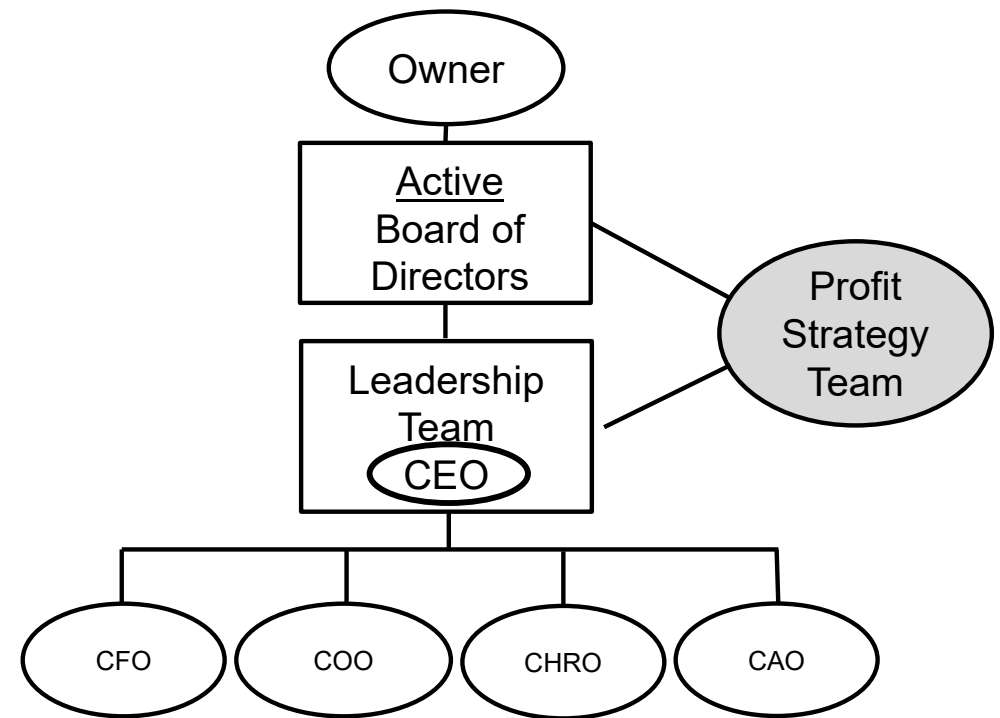 Owner
Active
Board of
Directors
Profit
Strategy
Team
Leadership
Team
CEO
CFO
COO
CHRO
CAO